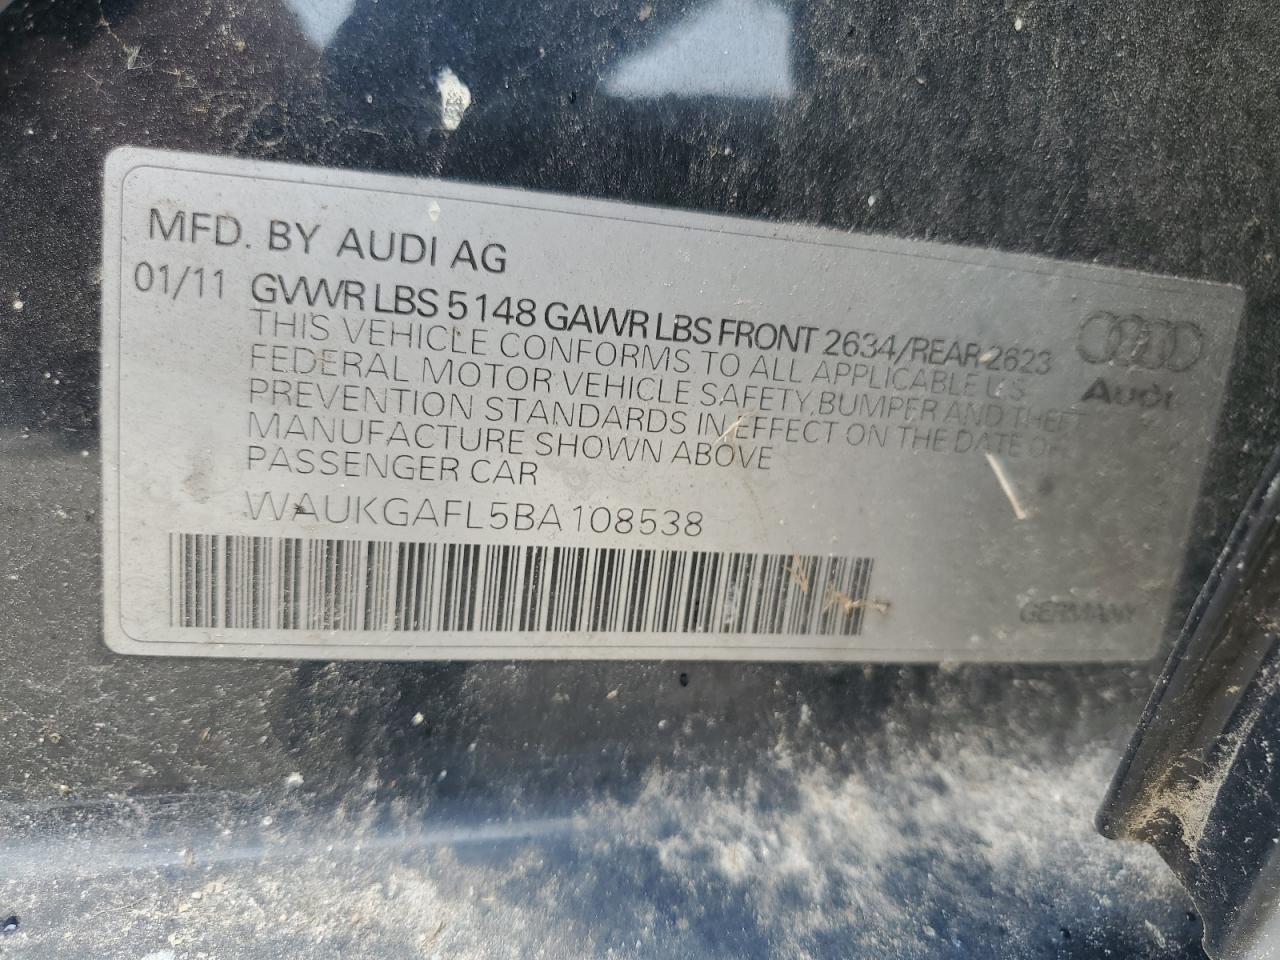 MFD. BY AUDI AG
01/11 GVWR LBS 5148 GAWR LBS FRONT 2634/REAR 2623
THIS VEHICLE CONFORMS TO ALL APPLICABLE U.S
FEDERAL MOTOR VEHICLE SAFETY, BUMPER AND THEFT
PREVENTION STANDARDS IN EFFECT ON THE DATE OF
MANUFACTURE SHOWN ABOVE
PASSENGER CAR
WAUKGAFL5BA108538
Audi
GERMANY